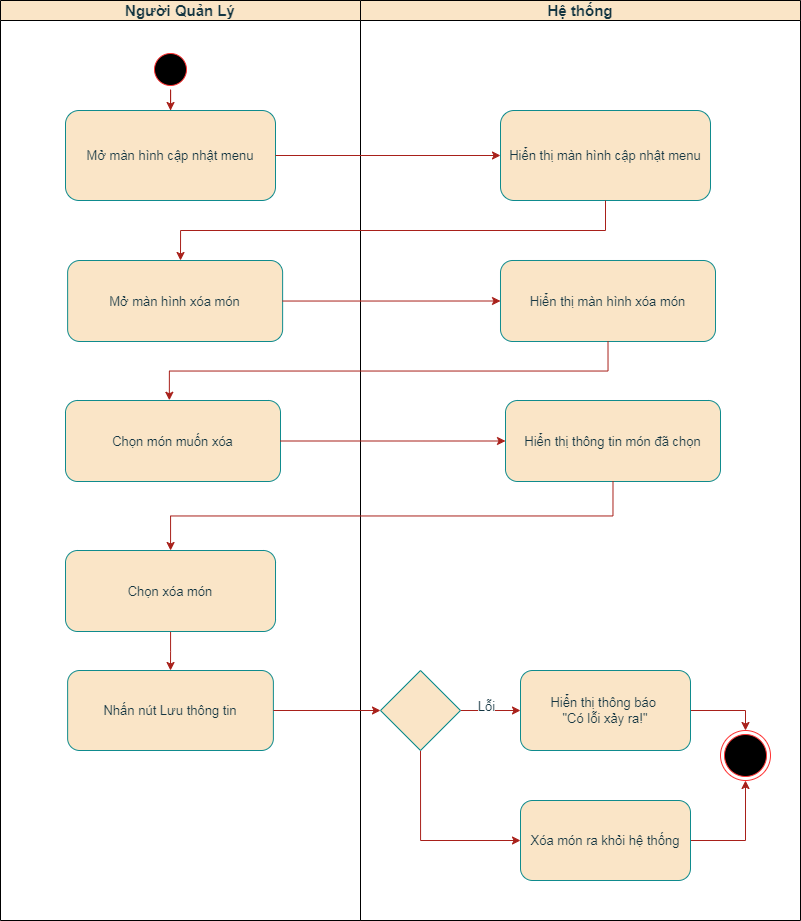 Người Quản Lý
Hệ thống
Mở màn hình cập nhật menu
Hiển thị màn hình cập nhật menu
Mở màn hình xóa món
Hiển thị màn hình xóa món
Chọn món muốn xóa
Hiển thị thông tin món đã chọn
Chọn xóa món
Nhấn nút Lưu thông tin
Lỗi
Hiển thị thông báo
"Có lỗi xảy ra!"
Xóa món ra khỏi hệ thống